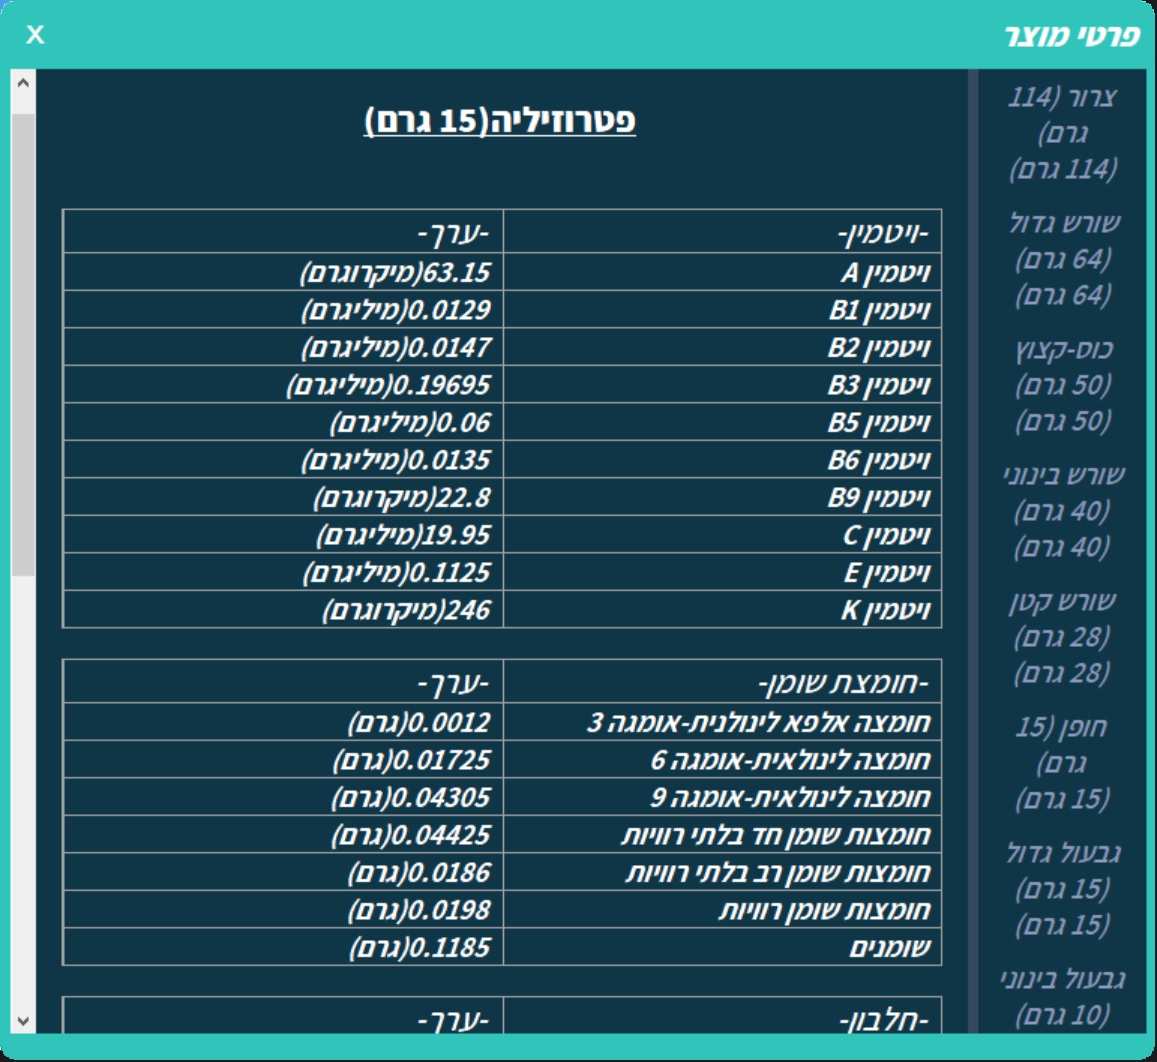 פרטי מוצר X
צרור (114
גרם)
(114 גרם)
שורש גדול
(64 גרם)
(64 גרם)
כוס-קצוץ
(50 גרם)
(50 גרם)
שורש בינוני
(40 גרם)
(40 גרם)
שורש קטן
(28 גרם)
(28 גרם)
חופן (15
גרם)
(15 גרם)
גבעול גדול
(15 גרם)
(15 גרם)
גבעול בינוני
(10 גרם)
פטרוזיליה(15 גרם)
-ויטמין- -ערך-
ויטמין A 63.15(מיקרוגרם)
ויטמין B1 0.0129(מיליגרם)
ויטמין B2 0.0147(מיליגרם)
ויטמין B3 0.19695(מיליגרם)
ויטמין B5 0.06(מיליגרם)
ויטמין B6 0.0135(מיליגרם)
ויטמין B9 22.8(מיקרוגרם)
ויטמין C 19.95(מיליגרם)
ויטמין E 0.1125(מיליגרם)
ויטמין K 246(מיקרוגרם)
-חומצת שומן- -ערך-
חומצה אלפא לינולנית-אומגה 3 0.0012(גרם)
חומצה לינולאית-אומגה 6 0.01725(גרם)
חומצה לינולאית-אומגה 9 0.04305(גרם)
חומצות שומן חד בלתי רוויות 0.04425(גרם)
חומצות שומן רב בלתי רוויות 0.0186(גרם)
חומצות שומן רוויות 0.0198(גרם)
שומנים 0.1185(גרם)
-חלבון- -ערך-